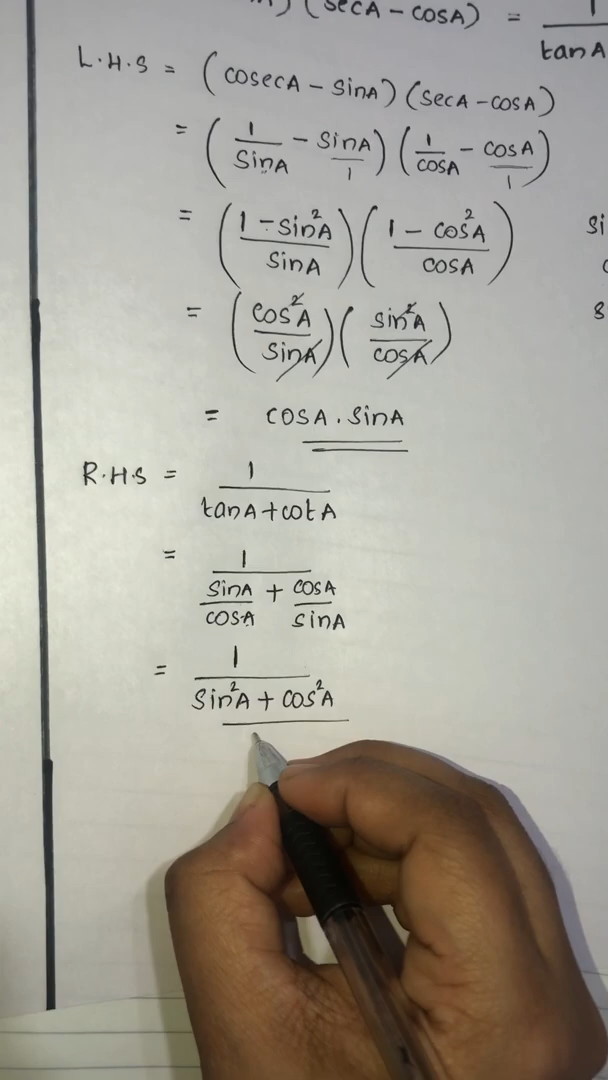 (secA - cosA) = 1/tanA
L.H.S = (cosecA - sinA)(secA - cosA)
= (1/sinA - sinA/1)(1/cosA - cosA/1)
= ((1 - sin²A)/sinA)((1 - cos²A)/cosA)
si
= (cos²A/sinA)(sin²A/cosA)
s
= cosA . sinA
R.H.S = 1/(tanA + cotA)
= 1/(sinA/cosA + cosA/sinA)
= 1/(sin²A + cos²A)